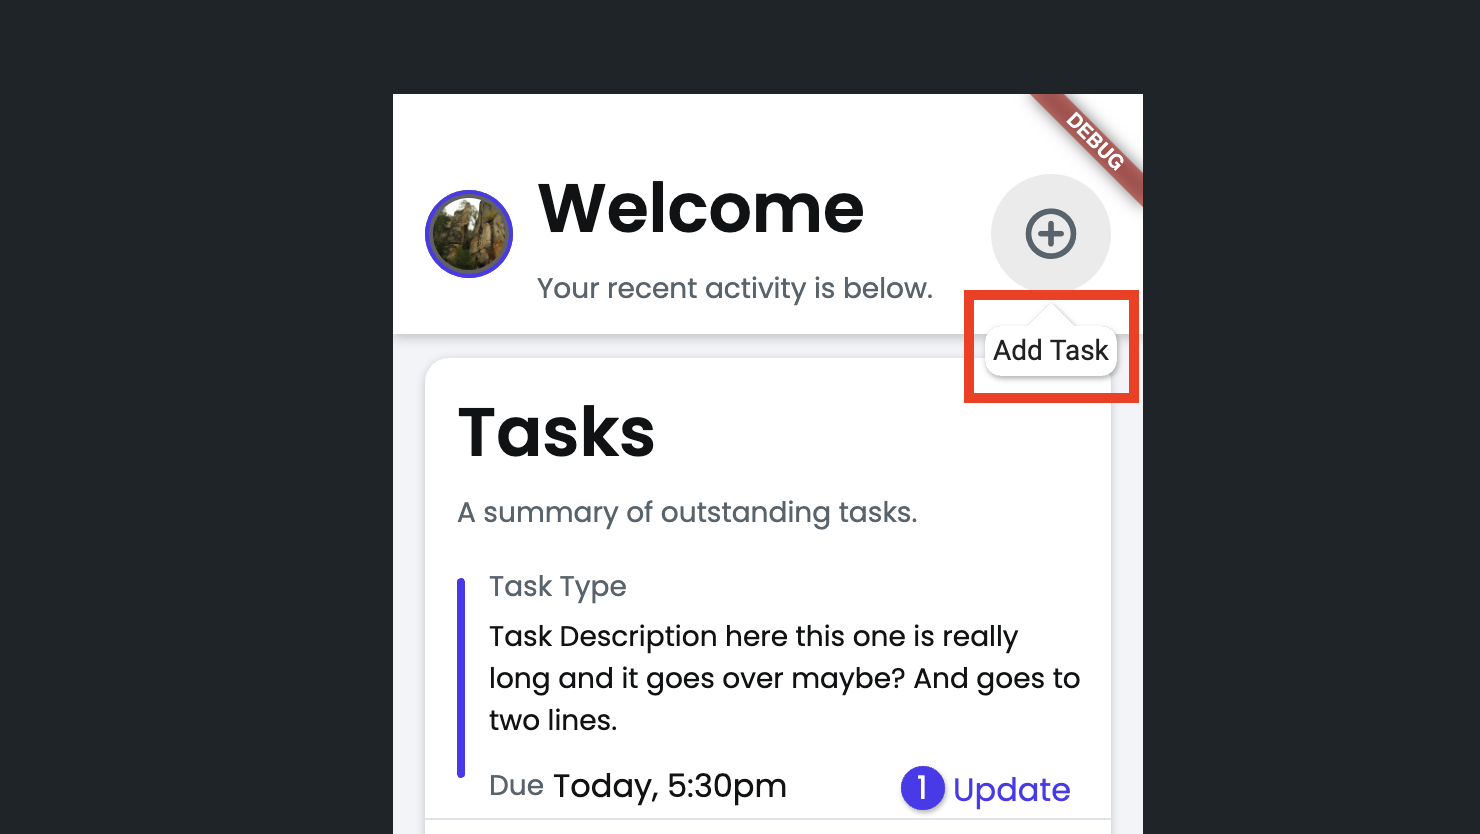 DEBUG
Welcome
Your recent activity is below.
Add Task
Tasks
A summary of outstanding tasks.
Task Type
Task Description here this one is really
long and it goes over maybe? And goes to
two lines.
Due Today, 5:30pm 1 Update